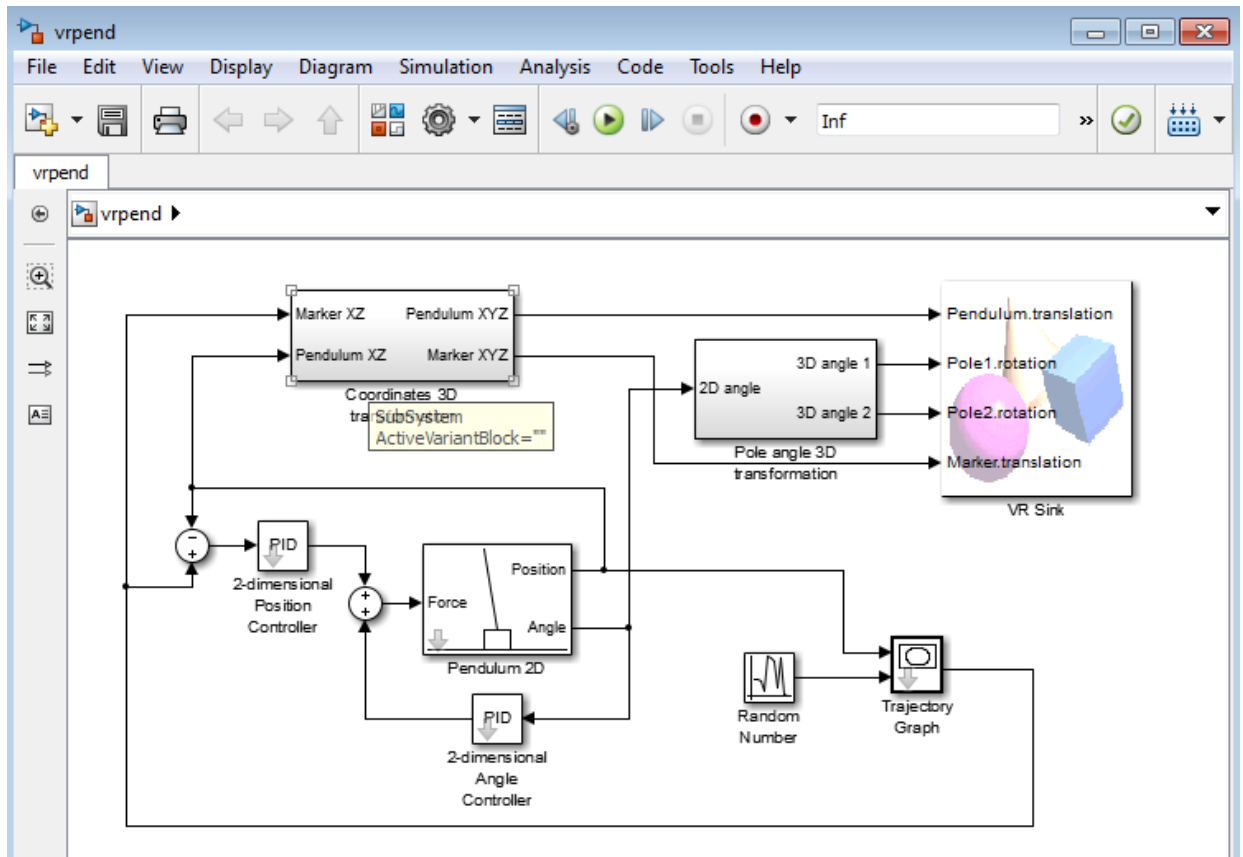 vrpend
File Edit View Display Diagram Simulation Analysis Code Tools Help
Inf
»
vrpend
vrpend
Marker XZ Pendulum XYZ
Pendulum XZ Marker XYZ
Coordinates 3D
SubSystem
ActiveVariantBlock=""
2D angle
3D angle 1
3D angle 2
Pole angle 3D
transformation
Pendulum.translation
Pole1.rotation
Pole2.rotation
Marker.translation
VR Sink
-
+
PID
2-dimensional
Position
Controller
+
+
Force
Position
Angle
Pendulum 2D
PID
2-dimensional
Angle
Controller
Random
Number
Trajectory
Graph